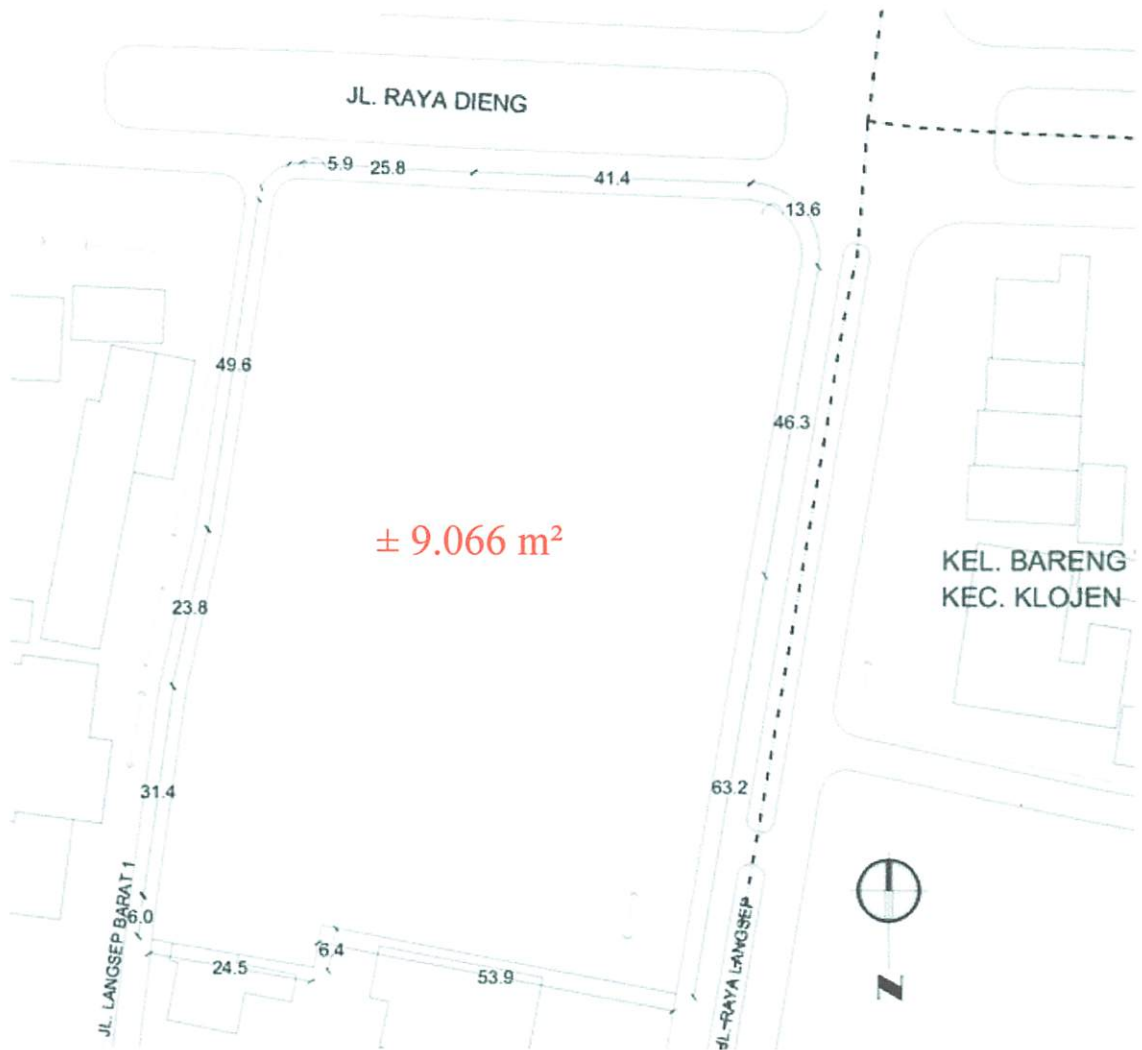 JL. RAYA DIENG
5.9
25.8
41.4
13.6
49.6
46.3
± 9.066 m²
KEL. BARENG
KEC. KLOJEN
23.8
31.4
63.2
JL. LANGSEP BARAT 1
6.0
24.5
6.4
53.9
JL. RAYA LANGSEP
N